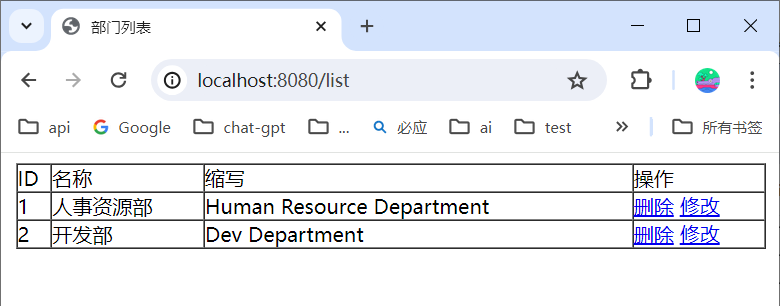 部门列表
localhost:8080/list
api Google chat-gpt ... 必应 ai test 所有书签
ID 名称 缩写 操作
1 人事资源部 Human Resource Department 删除 修改
2 开发部 Dev Department 删除 修改